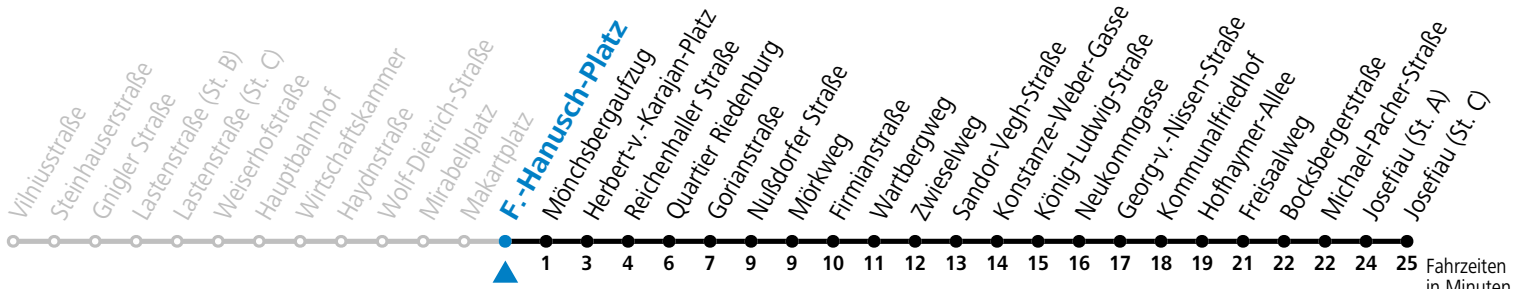 Vilniusstraße
Steinhauserstraße
Gnigler Straße
Lastenstraße (St. B)
Lastenstraße (St. C)
Weiserhofstraße
Hauptbahnhof
Wirtschaftskammer
Haydnstraße
Wolf-Dietrich-Straße
Mirabellplatz
Makartplatz
F.-Hanusch-Platz
Mönchsbergaufzug
Herbert-v.-Karajan-Platz
Reichenhaller Straße
Quartier Riedenburg
Gorianstraße
Nußdorfer Straße
Mörkweg
Firmianstraße
Wartbergweg
Zwieselweg
Sandor-Vegh-Straße
Konstanze-Weber-Gasse
König-Ludwig-Straße
Neukommgasse
Georg-v.-Nissen-Straße
Kommunalfriedhof
Hofhaymer-Allee
Freisaalweg
Bocksbergerstraße
Michael-Pacher-Straße
Josefiau (St. A)
Josefiau (St. C)
1 3 4 6 7 9 9 10 11 12 13 14 15 16 17 18 19 21 22 22 24 25 Fahrzeiten
in Minuten